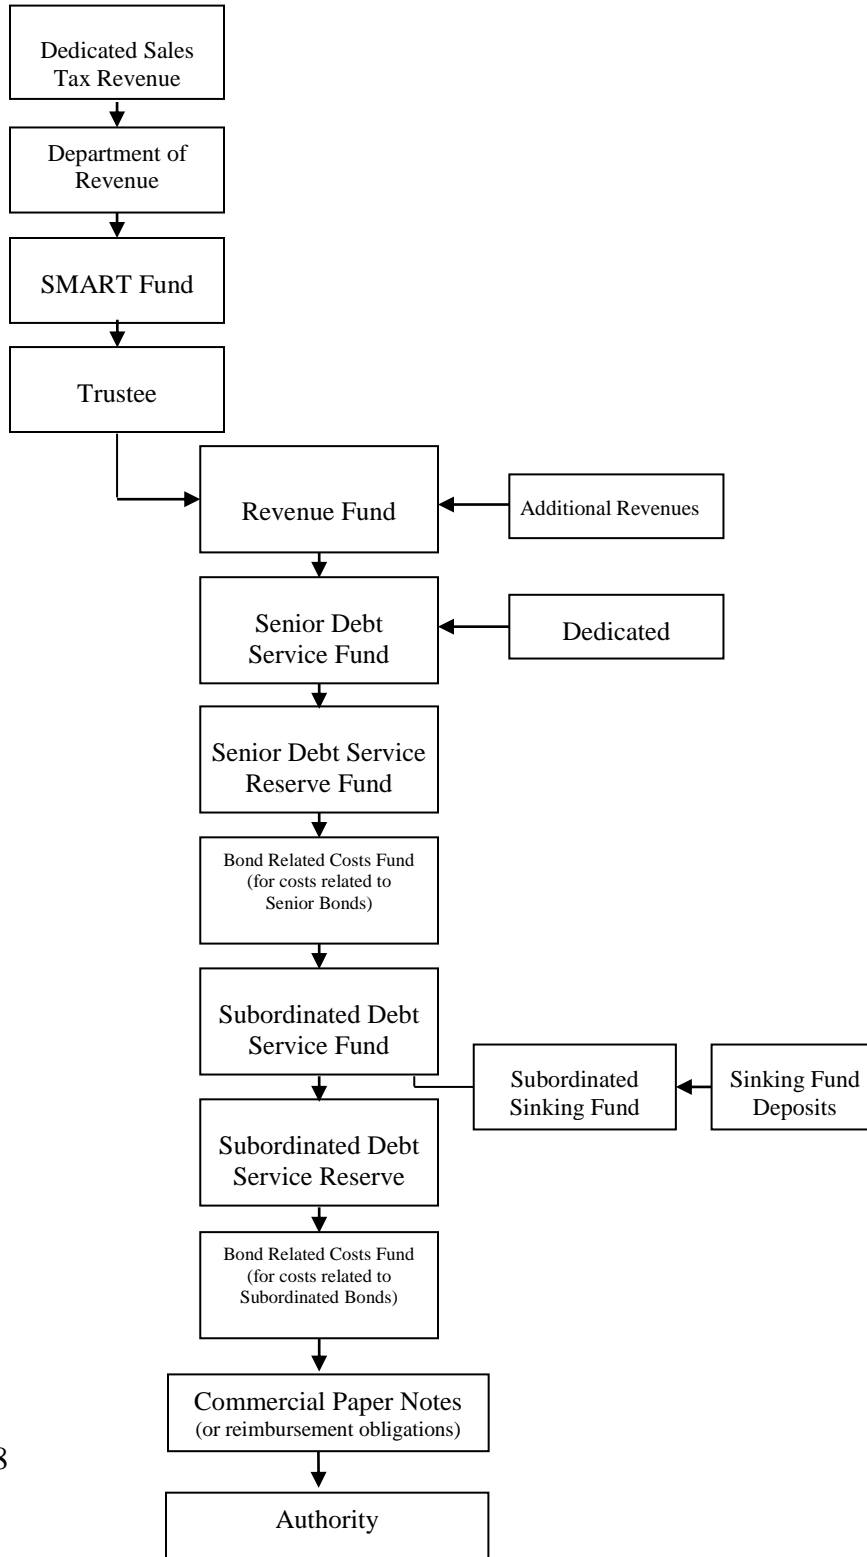 Dedicated Sales
Tax Revenue
Department of
Revenue
SMART Fund
Trustee
Revenue Fund
Additional Revenues
Senior Debt
Service Fund
Dedicated
Senior Debt Service
Reserve Fund
Bond Related Costs Fund
(for costs related to
Senior Bonds)
Subordinated Debt
Service Fund
Subordinated
Sinking Fund
Sinking Fund
Deposits
Subordinated Debt
Service Reserve
Bond Related Costs Fund
(for costs related to
Subordinated Bonds)
Commercial Paper Notes
(or reimbursement obligations)
8
Authority